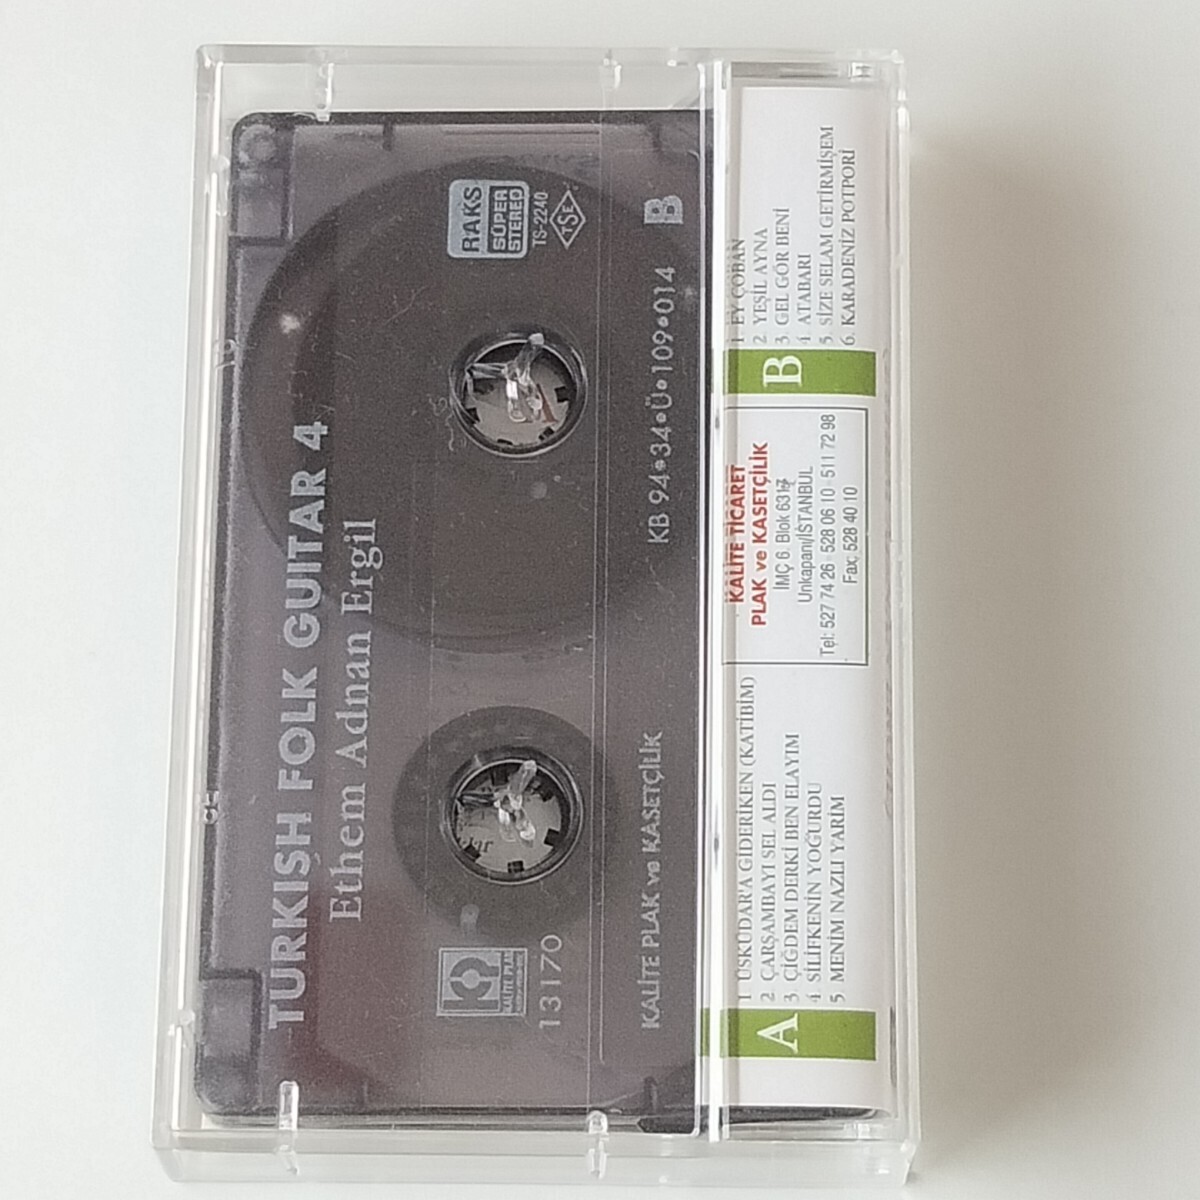 TURKISH FOLK GUITAR 4
Ethem Adnan Ergil
RAKS
SÜPER
STEREO
TS-2240
TSE
KALİTE PLAK
13170
KALİTE PLAK ve KASETÇİLİK
KB 94•34•Ü•109•014
B
A
1 ÜSKÜDAR'A GİDERİKEN (KATİBİM)
2 ÇARŞAMBAYI SEL ALDI
3 ÇİĞDEM DERKİ BEN ELAYIM
4 SİLİFKENİN YOĞURDU
5 MENİM NAZLI YARİM
KALİTE TİCARET
PLAK ve KASETÇİLİK
İMÇ 6. Blok
Unkapanı/İSTANBUL
Tel: 527 74 26 - 528 06 10 - 511 72 98
Fax: 528 40 10
B
1. EY ÇOBAN
2. YEŞİL AYNA
3. GEL GÖR BENİ
4. ATABARI
5. SİZE SELAM GETİRMİŞEM
6. KARADENİZ POTPORİ